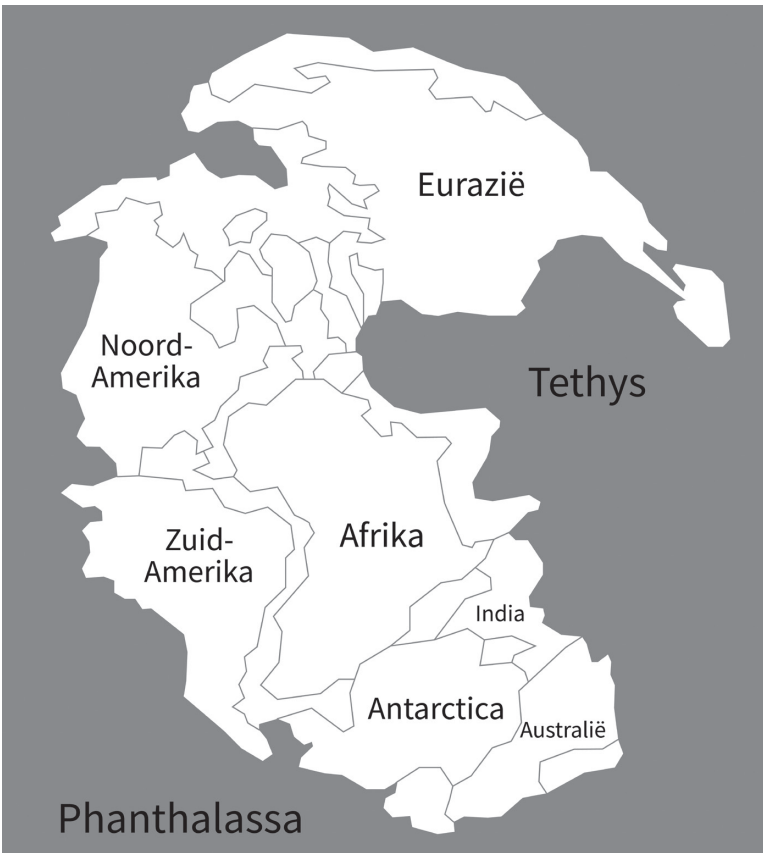 Eurazië
Noord-
Amerika
Tethys
Zuid-
Amerika
Afrika
India
Antarctica
Australië
Phanthalassa